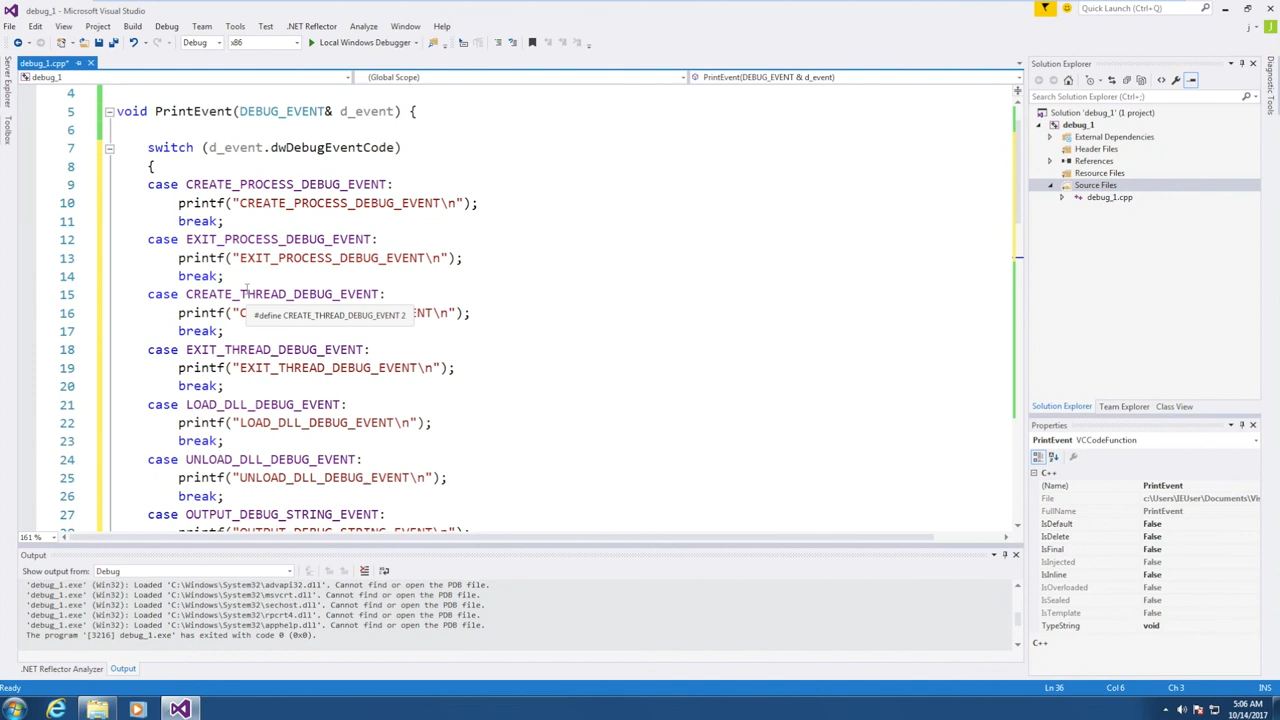 debug_1 - Microsoft Visual Studio
Quick Launch (Ctrl+;)
File Edit View Project Build Debug Team Tools Test .NET Reflector Analyze Window Help
j
J
Debug x86 Local Windows Debugger
debug_1.cpp*
debug_1 (Global Scope) PrintEvent(DEBUG_EVENT & d_event)
Server Explorer
Toolbox
Diagnostic Tools
4
5 void PrintEvent(DEBUG_EVENT& d_event) {
6
7 switch (d_event.dwDebugEventCode)
8 {
9 case CREATE_PROCESS_DEBUG_EVENT:
10 printf("CREATE_PROCESS_DEBUG_EVENT\n");
11 break;
12 case EXIT_PROCESS_DEBUG_EVENT:
13 printf("EXIT_PROCESS_DEBUG_EVENT\n");
14 break;
15 case CREATE_THREAD_DEBUG_EVENT:
#define CREATE_THREAD_DEBUG_EVENT 2
16 printf("C ENT\n");
17 break;
18 case EXIT_THREAD_DEBUG_EVENT:
19 printf("EXIT_THREAD_DEBUG_EVENT\n");
20 break;
21 case LOAD_DLL_DEBUG_EVENT:
22 printf("LOAD_DLL_DEBUG_EVENT\n");
23 break;
24 case UNLOAD_DLL_DEBUG_EVENT:
25 printf("UNLOAD_DLL_DEBUG_EVENT\n");
26 break;
27 case OUTPUT_DEBUG_STRING_EVENT:
28 printf("OUTPUT_DEBUG_STRING_EVENT\n");
161 %
Output
Show output from: Debug
'debug_1.exe' (Win32): Loaded 'C:\Windows\System32\advapi32.dll'. Cannot find or open the PDB file.
'debug_1.exe' (Win32): Loaded 'C:\Windows\System32\msvcrt.dll'. Cannot find or open the PDB file.
'debug_1.exe' (Win32): Loaded 'C:\Windows\System32\sechost.dll'. Cannot find or open the PDB file.
'debug_1.exe' (Win32): Loaded 'C:\Windows\System32\rpcrt4.dll'. Cannot find or open the PDB file.
'debug_1.exe' (Win32): Loaded 'C:\Windows\System32\apphelp.dll'. Cannot find or open the PDB file.
The program '[3216] debug_1.exe' has exited with code 0 (0x0).
.NET Reflector Analyzer Output
Solution Explorer
Search Solution Explorer (Ctrl+;)
Solution 'debug_1' (1 project)
debug_1
External Dependencies
Header Files
References
Resource Files
Source Files
debug_1.cpp
Solution Explorer Team Explorer Class View
Properties
PrintEvent VCCodeFunction
C++
(Name) PrintEvent
File c:\Users\IEUser\Documents\Vis
FullName PrintEvent
IsDefault False
IsDelete False
IsFinal False
IsInjected False
IsInline False
IsOverloaded False
IsSealed False
IsTemplate False
TypeString void
C++
Ready Ln 36 Col 6 Ch 3 INS
5:06 AM
10/14/2017